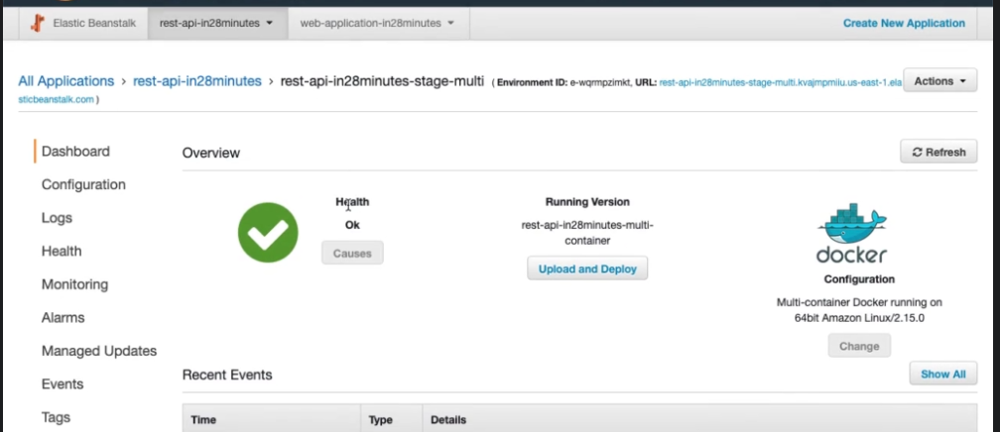 Elastic Beanstalk rest-api-in28minutes web-application-in28minutes Create New Application
All Applications > rest-api-in28minutes > rest-api-in28minutes-stage-multi ( Environment ID: e-wqrmpzimkt, URL: rest-api-in28minutes-stage-multi.kvajmpmiiu.us-east-1.ela
sticbeanstalk.com )
Actions
Dashboard
Configuration
Logs
Health
Monitoring
Alarms
Managed Updates
Events
Tags
Overview
Refresh
Health
Ok
Causes
Running Version
rest-api-in28minutes-multi-
container
Upload and Deploy
docker
Configuration
Multi-container Docker running on
64bit Amazon Linux/2.15.0
Change
Recent Events
Show All
Time Type Details